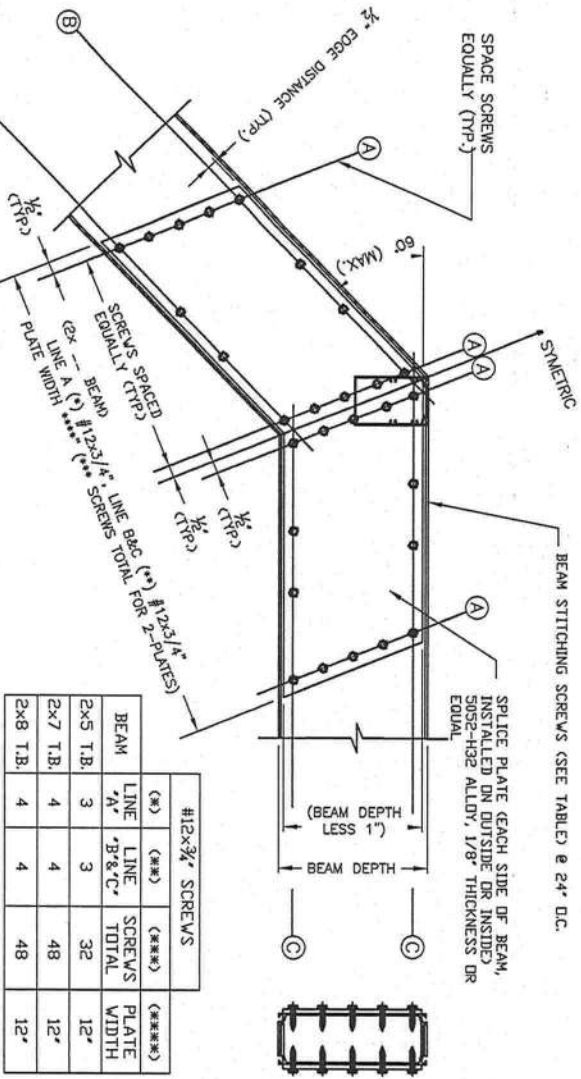 SPACE SCREWS
EQUALLY (TYP.)
½" EDGE DISTANCE (TYP.)
B
A
60° (MAX.)
A
A
SYMETRIC
BEAM STITCHING SCREWS (SEE TABLE) @ 24" O.C.
SPLICE PLATE (EACH SIDE OF BEAM,
INSTALLED ON OUTSIDE OR INSIDE)
5052-H32 ALLOY, 1/8" THICKNESS OR
EQUAL
A
½"
(TYP.)
SCREWS SPACED
EQUALLY (TYP.)
½"
(TYP.)
½"
(TYP.)
(2x --- BEAM)
LINE A (*) #12x3/4", LINE B&C (**) #12x3/4"
PLATE WIDTH ****" (*** SCREWS TOTAL FOR 2-PLATES)
(BEAM DEPTH
LESS 1")
BEAM DEPTH
C
C
#12x¾" SCREWS
(*) (**) (***) (****)
BEAM LINE "A" LINE "B"&"C" SCREWS TOTAL PLATE WIDTH
2x5 T.B. 3 3 32 12"
2x7 T.B. 4 4 48 12"
2x8 T.B. 4 4 48 12"